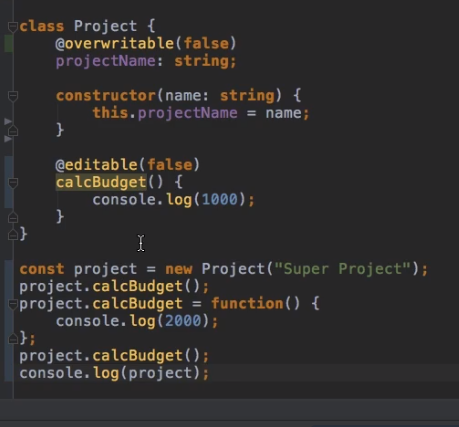 class Project {
    @overwritable(false)
    projectName: string;

    constructor(name: string) {
        this.projectName = name;
    }

    @editable(false)
    calcBudget() {
        console.log(1000);
    }
}

const project = new Project("Super Project");
project.calcBudget();
project.calcBudget = function() {
    console.log(2000);
};
project.calcBudget();
console.log(project);